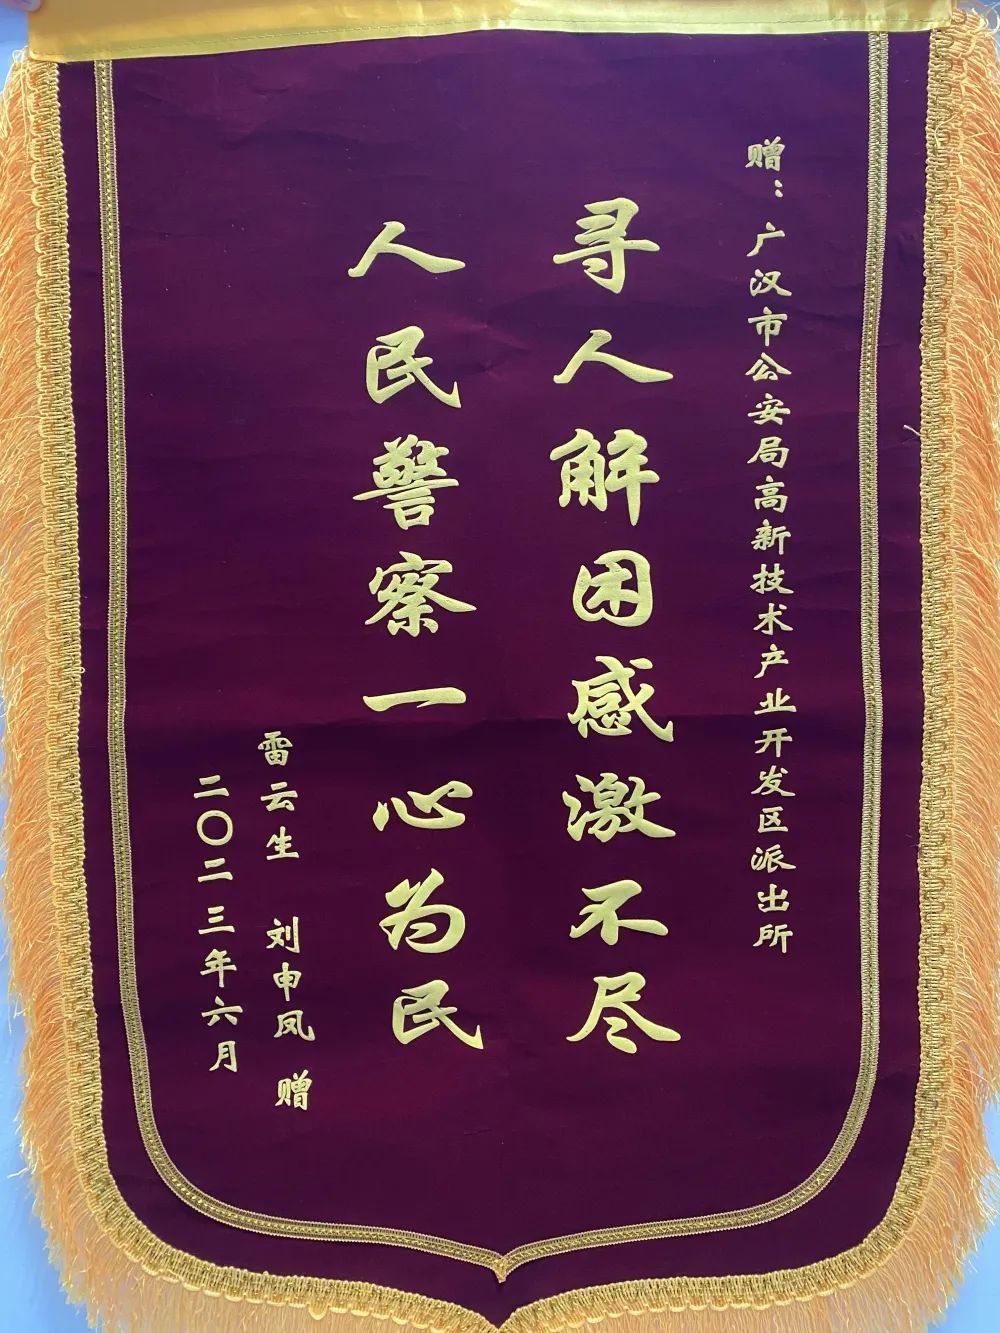 赠：广汉市公安局高新技术产业开发区派出所
寻人解困感激不尽
人民警察一心为民
雷云生 刘申凤 赠
二〇二三年六月